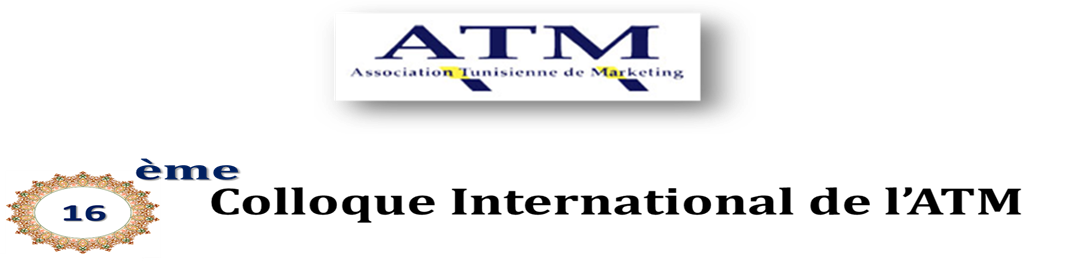 ATM
Association Tunisienne de Marketing
16 ème
Colloque International de l'ATM